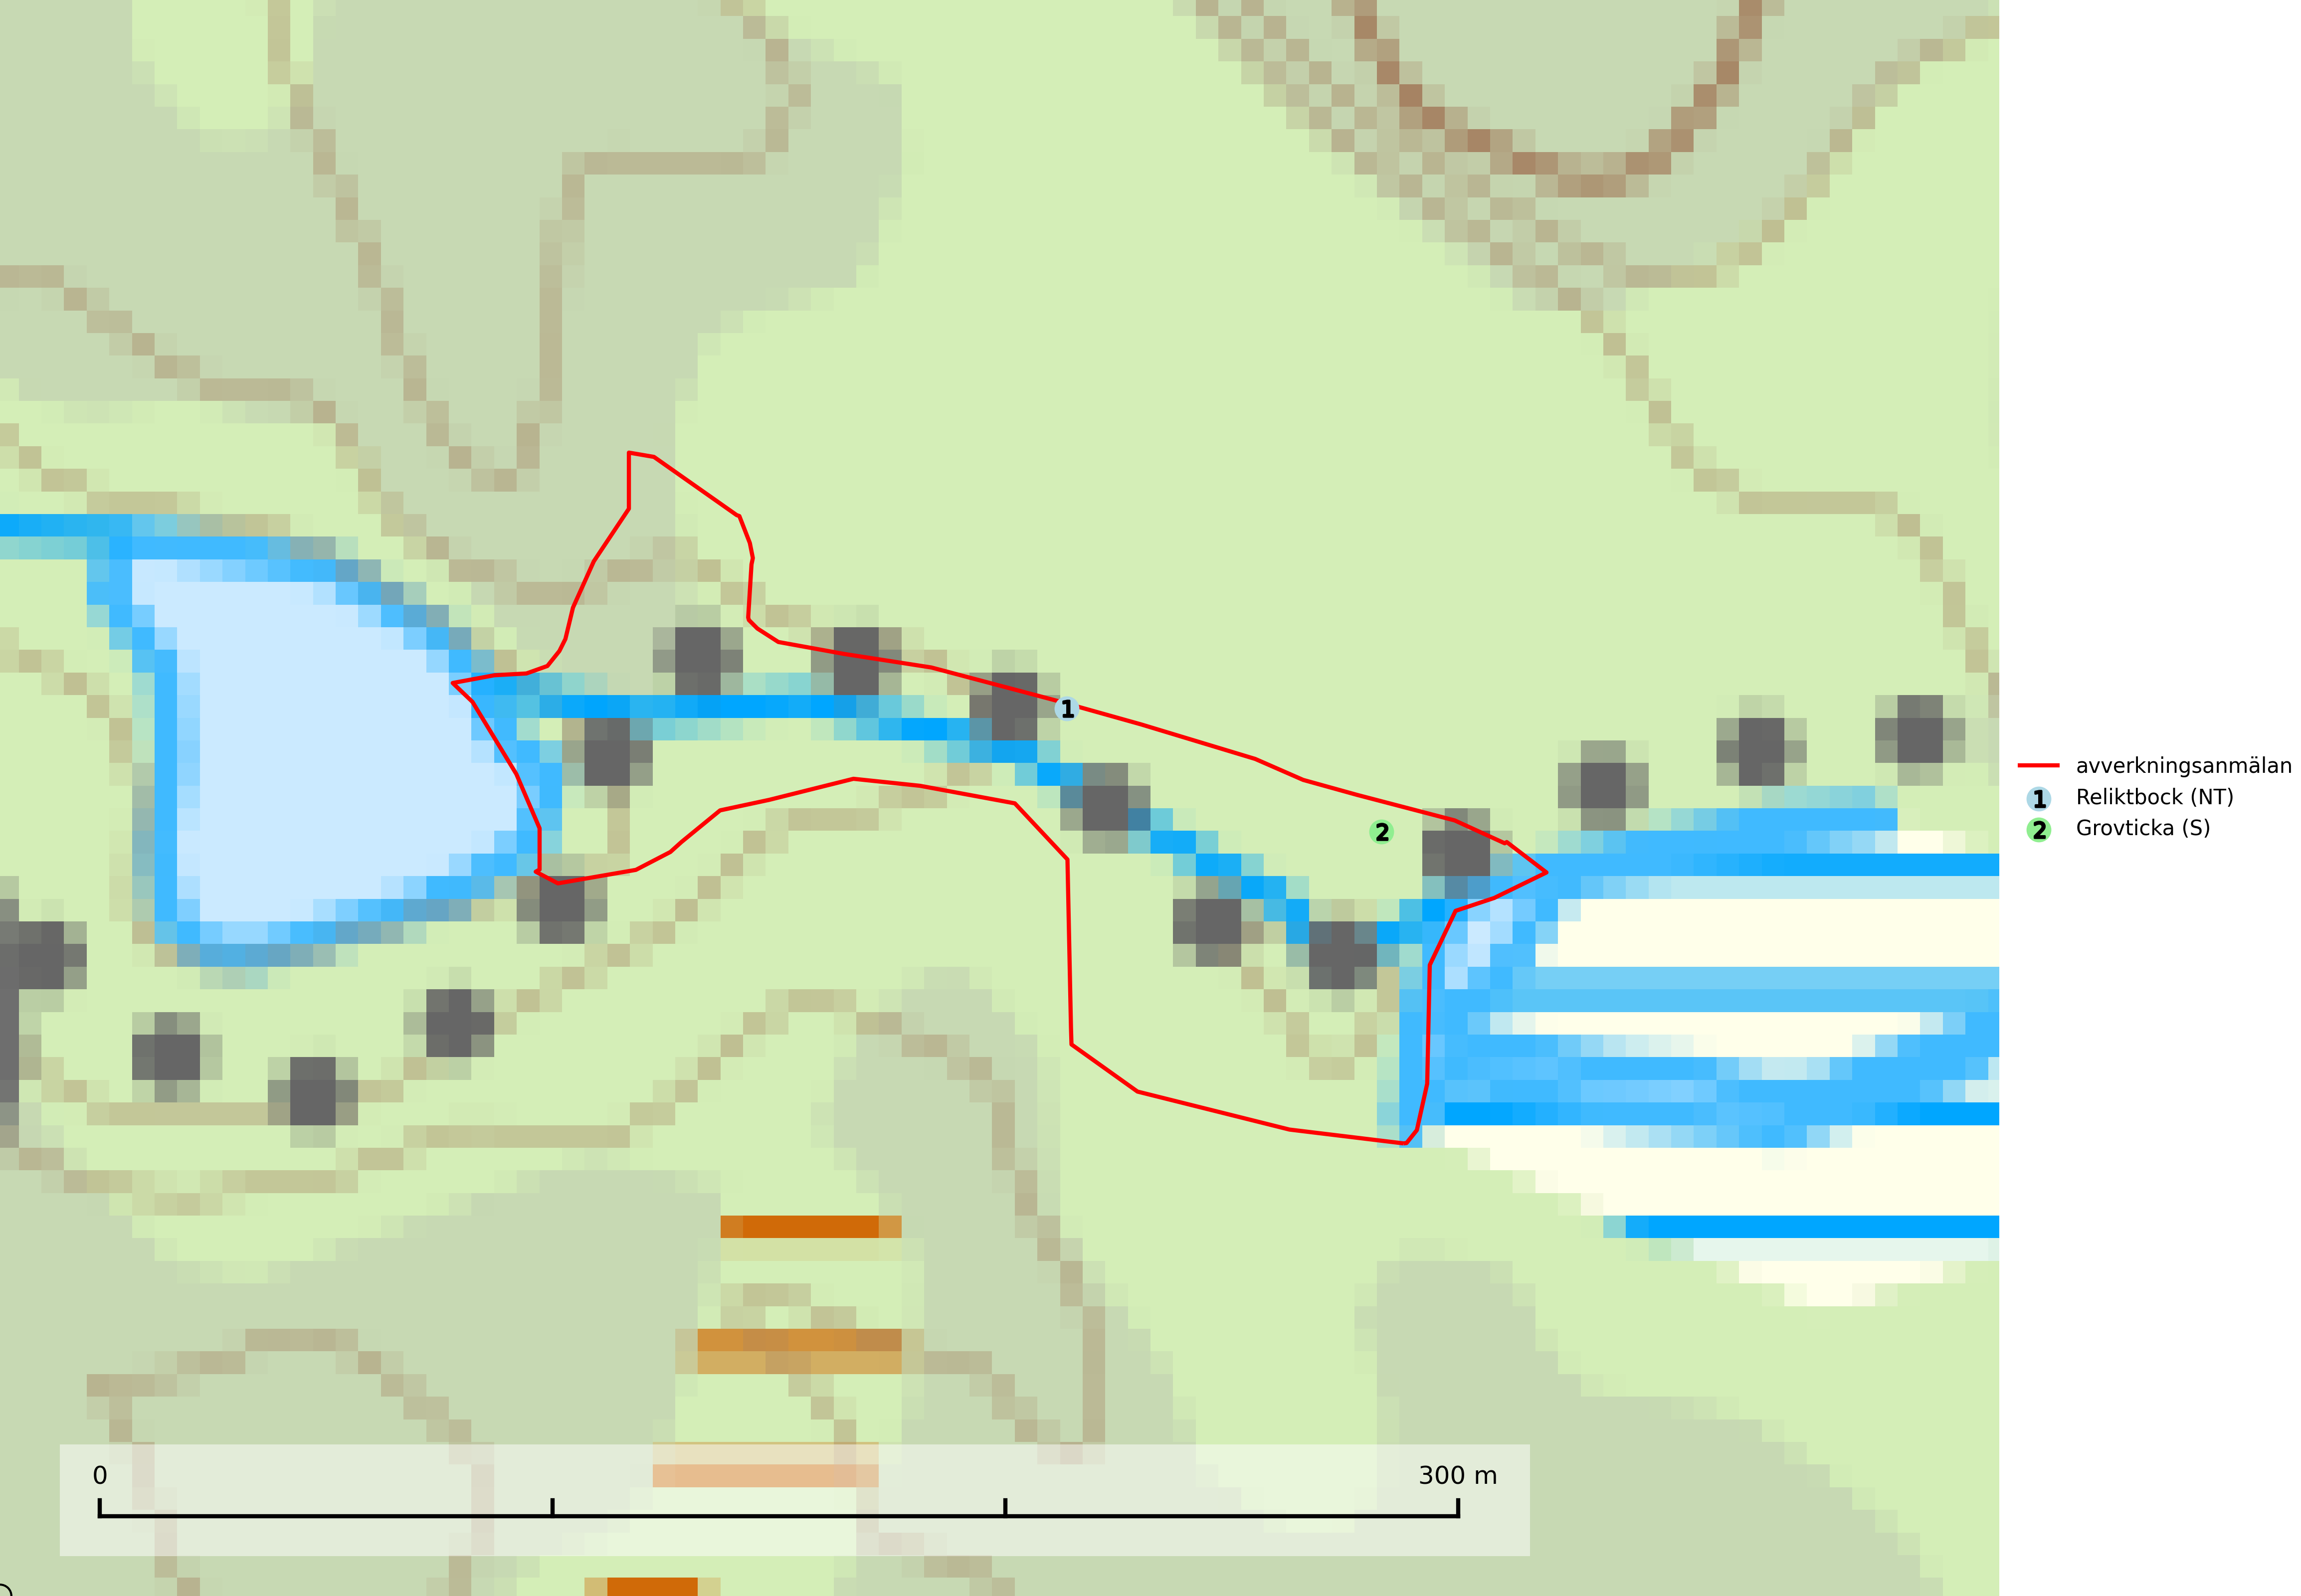 1
2
avverkningsanmälan
1 Reliktbock (NT)
2 Grovticka (S)
0 300 m